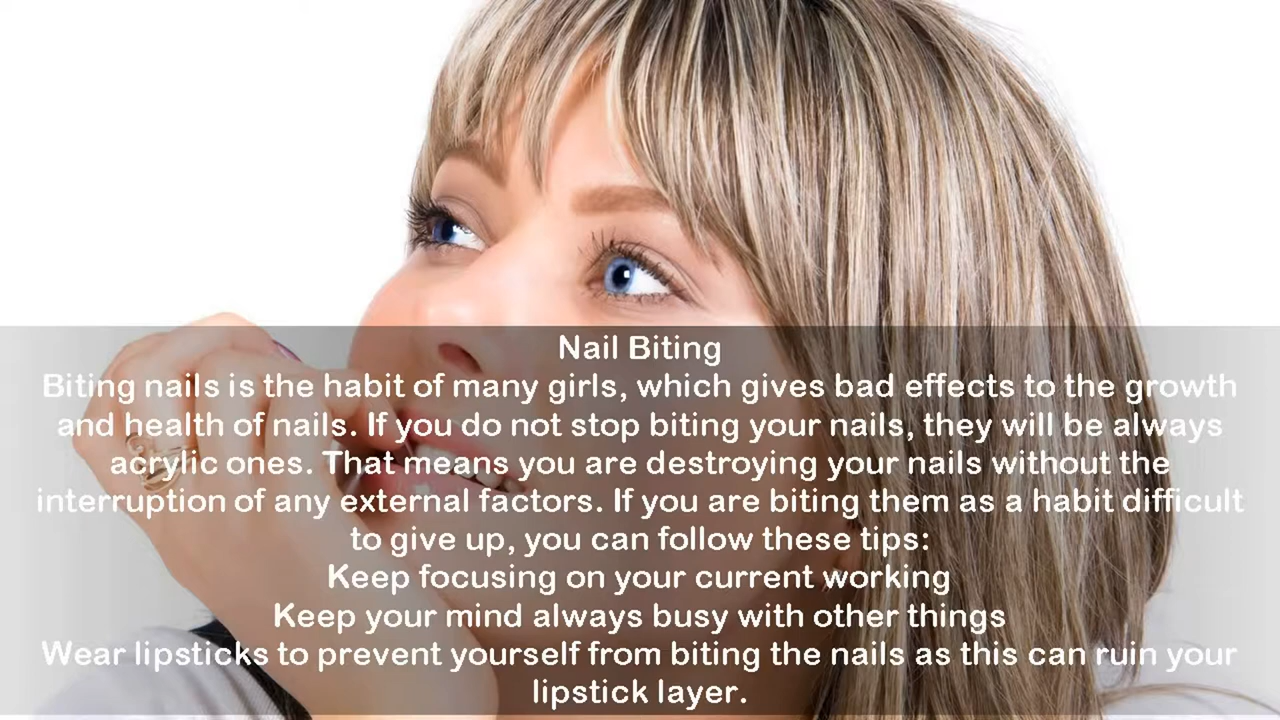 Nail Biting
Biting nails is the habit of many girls, which gives bad effects to the growth
and health of nails. If you do not stop biting your nails, they will be always
acrylic ones. That means you are destroying your nails without the
interruption of any external factors. If you are biting them as a habit difficult
to give up, you can follow these tips:
Keep focusing on your current working
Keep your mind always busy with other things
Wear lipsticks to prevent yourself from biting the nails as this can ruin your
lipstick layer.